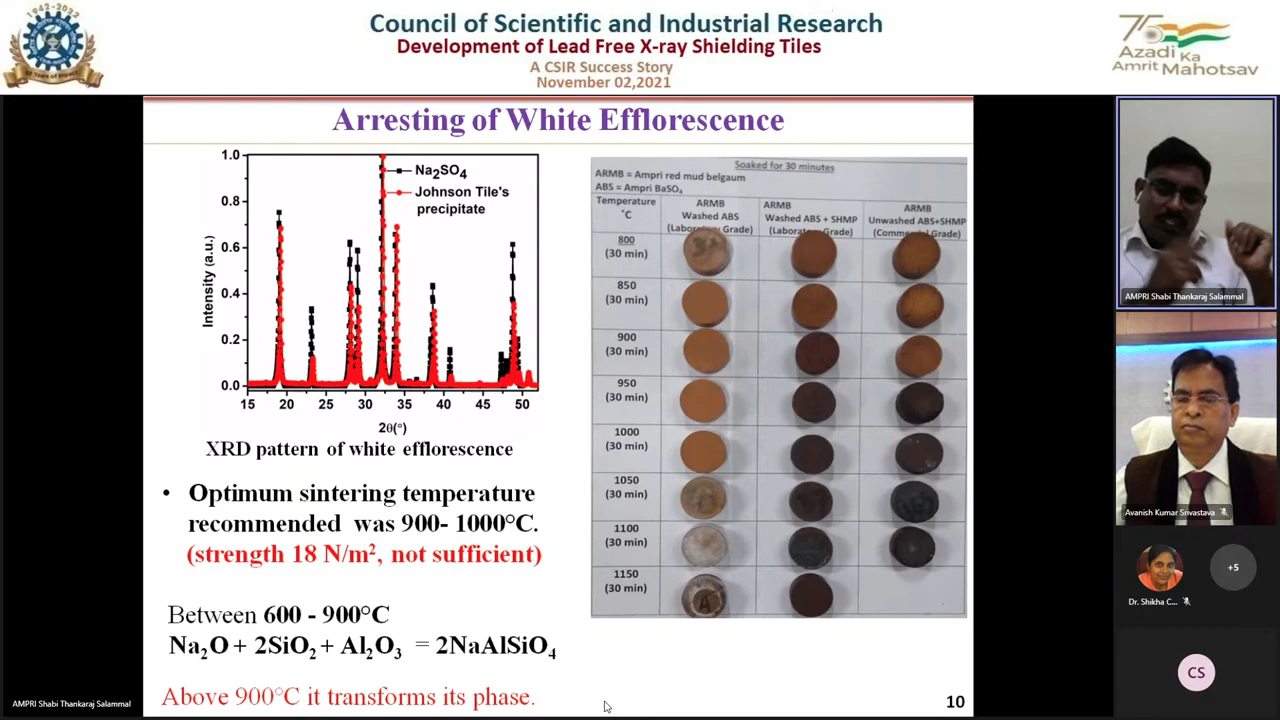 1942-2022
80 Years of Impact
Council of Scientific and Industrial Research
Development of Lead Free X-ray Shielding Tiles
A CSIR Success Story
November 02,2021
75
Azadi Ka
Amrit Mahotsav
Arresting of White Efflorescence
1.0
0.8
0.6
0.4
0.2
0.0
Intensity (a.u.)
Na₂SO₄
Johnson Tile's
precipitate
15 20 25 30 35 40 45 50
2θ(°)
XRD pattern of white efflorescence
• Optimum sintering temperature
recommended was 900- 1000°C.
(strength 18 N/m², not sufficient)
Between 600 - 900°C
Na₂O + 2SiO₂ + Al₂O₃ = 2NaAlSiO₄
Above 900°C it transforms its phase.
Soaked for 30 minutes
ARMB = Ampri red mud belgaum
ABS = Ampri BaSO₄
Temperature
°C
ARMB
Washed ABS
(Laboratory Grade)
ARMB
Washed ABS + SHMP
(Laboratory Grade)
ARMB
Unwashed ABS+SHMP
(Commercial Grade)
800
(30 min)
850
(30 min)
900
(30 min)
950
(30 min)
1000
(30 min)
1050
(30 min)
1100
(30 min)
1150
(30 min)
A
10
AMPRI Shabi Thankaraj Salammal
AMPRI Shabi Thankaraj Salammal
Avanish Kumar Srivastava
Dr. Shikha C...
+5
CS